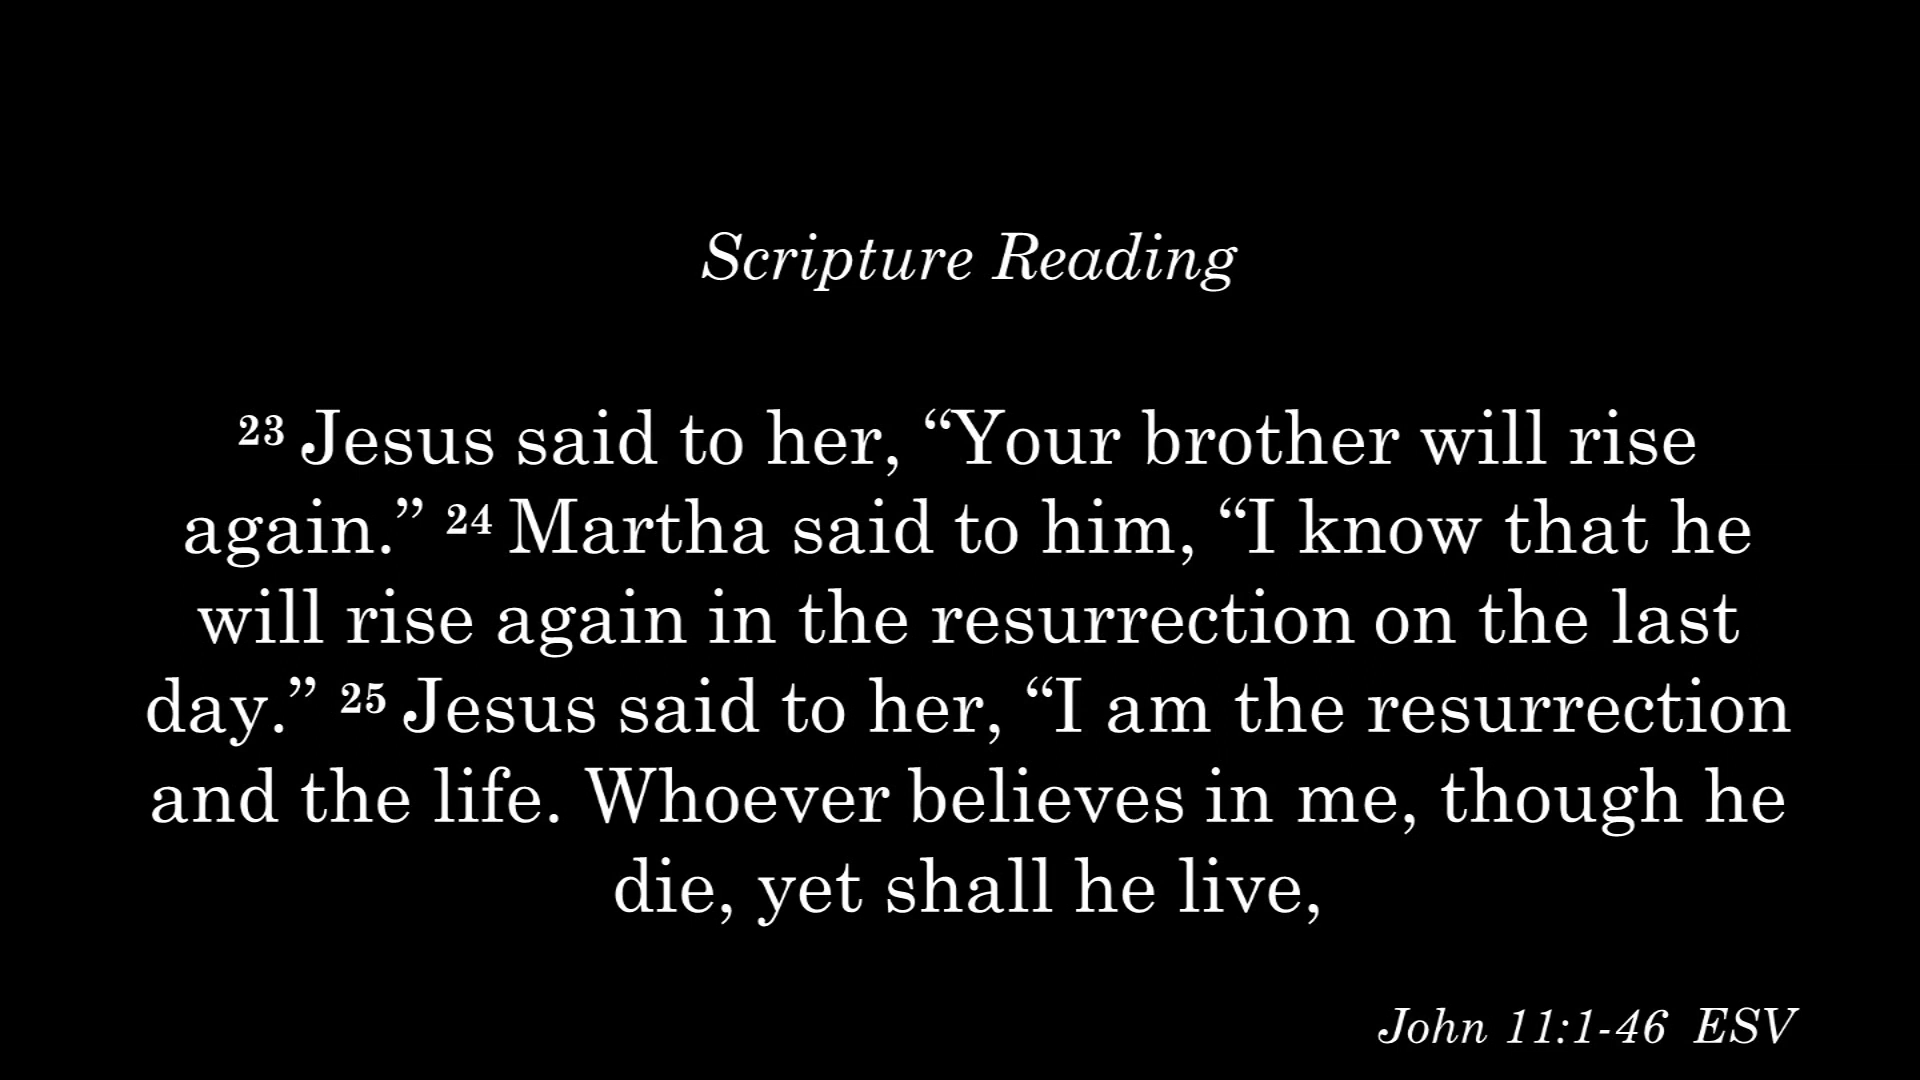 Scripture Reading
23 Jesus said to her, “Your brother will rise
again.” 24 Martha said to him, “I know that he
will rise again in the resurrection on the last
day.” 25 Jesus said to her, “I am the resurrection
and the life. Whoever believes in me, though he
die, yet shall he live,
John 11:1-46 ESV